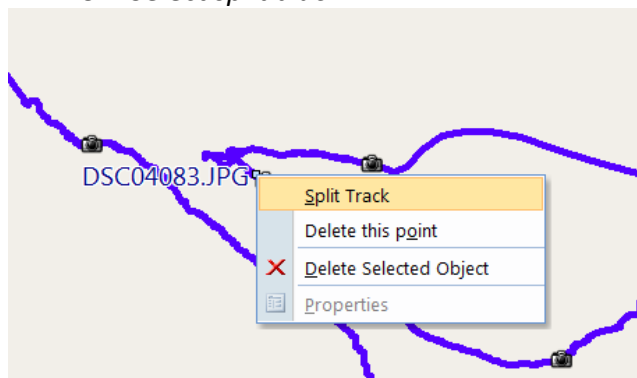 DSC04083.JPG
Split Track
Delete this point
Delete Selected Object
Properties